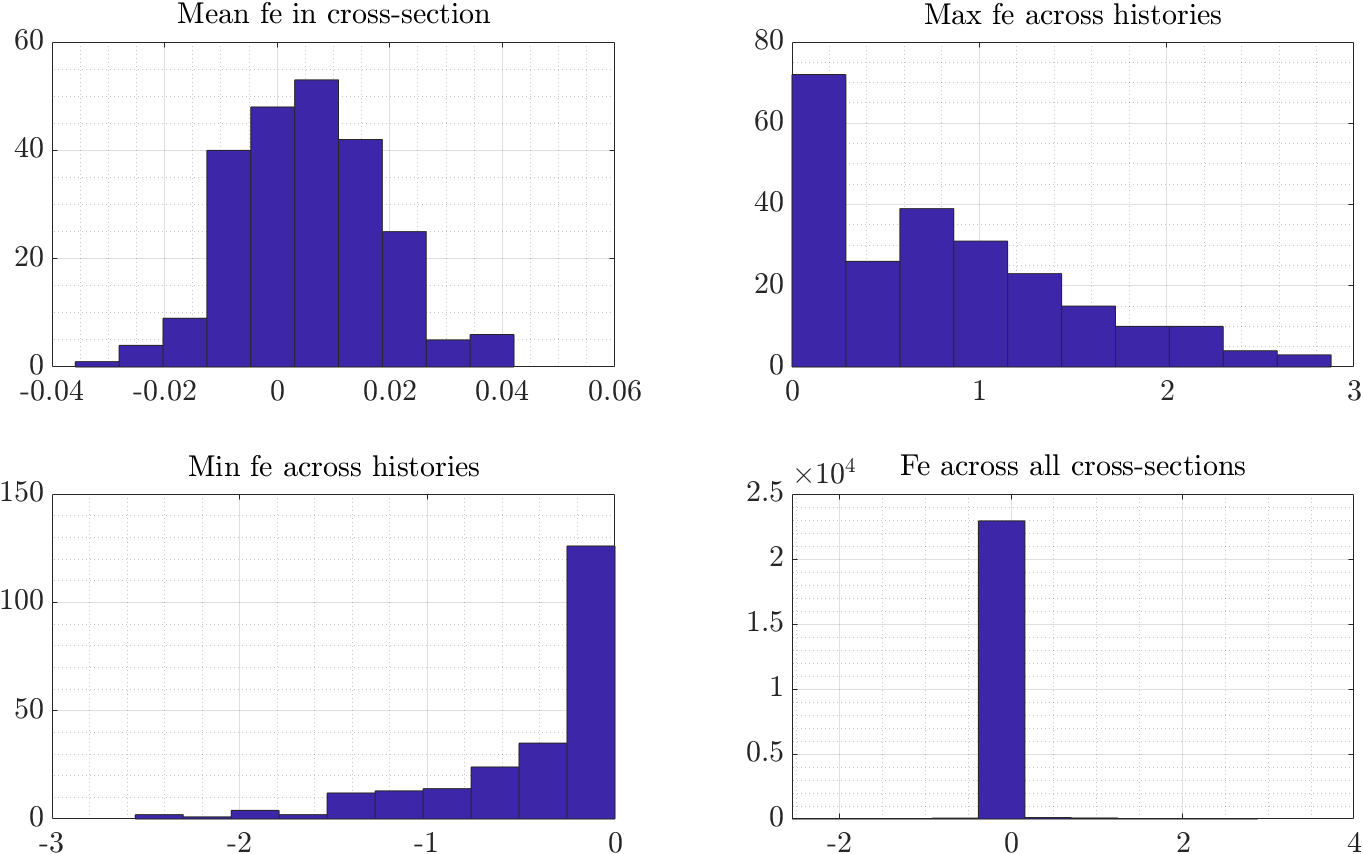 Mean fe in cross-section
60
40
20
0
-0.04 -0.02 0 0.02 0.04 0.06
Max fe across histories
80
60
40
20
0
0 1 2 3
Min fe across histories
150
100
50
0
-3 -2 -1 0
×10⁴ Fe across all cross-sections
2.5
2
1.5
1
0.5
0
-2 0 2 4